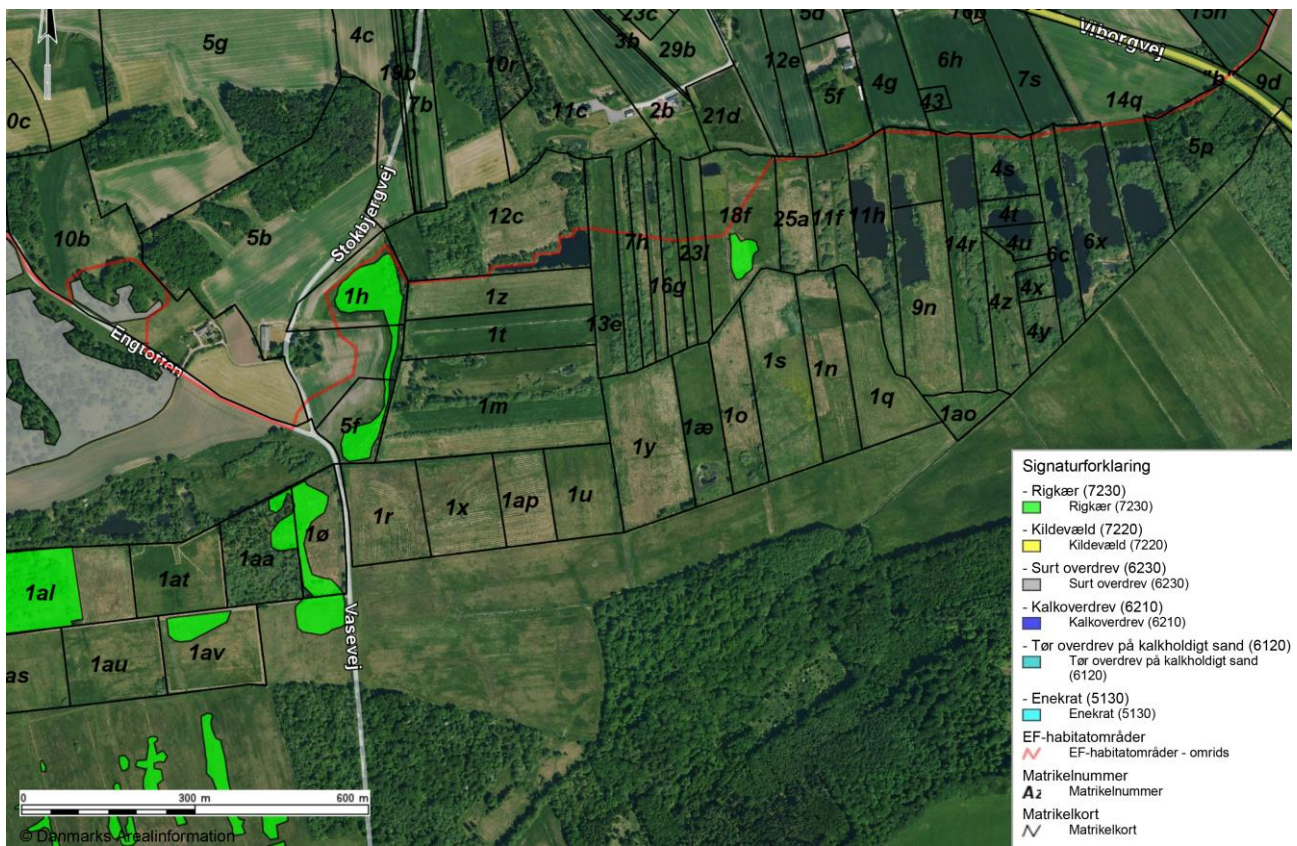 23c
5d
16b
15n
5g
4c
3b
29b
12e
Viborgvej
19b
10r
6h
4g
7s
"b"
9d
0c
7b
11c
2b
5f
43
14q
21d
5p
4s
12c
18f
25a
11f
11h
4t
10b
5b
Stokbjergvej
7h
23l
14r
4u
6c
6x
1h
1z
16g
4x
9n
4z
Engtoften
1t
13e
4y
1s
1n
1m
1o
1q
5f
1y
1æ
1ao
1r
1x
1ap
1u
1ø
1al
1at
1aa
as
1au
1av
Vasevej
0 300 m 600 m
© Danmarks Arealinformation
Signaturforklaring
- Rigkær (7230)
Rigkær (7230)
- Kildevæld (7220)
Kildevæld (7220)
- Surt overdrev (6230)
Surt overdrev (6230)
- Kalkoverdrev (6210)
Kalkoverdrev (6210)
- Tør overdrev på kalkholdigt sand (6120)
Tør overdrev på kalkholdigt sand
(6120)
- Enekrat (5130)
Enekrat (5130)
EF-habitatområder
EF-habitatområder - omrids
Matrikelnummer
Az Matrikelnummer
Matrikelkort
Matrikelkort